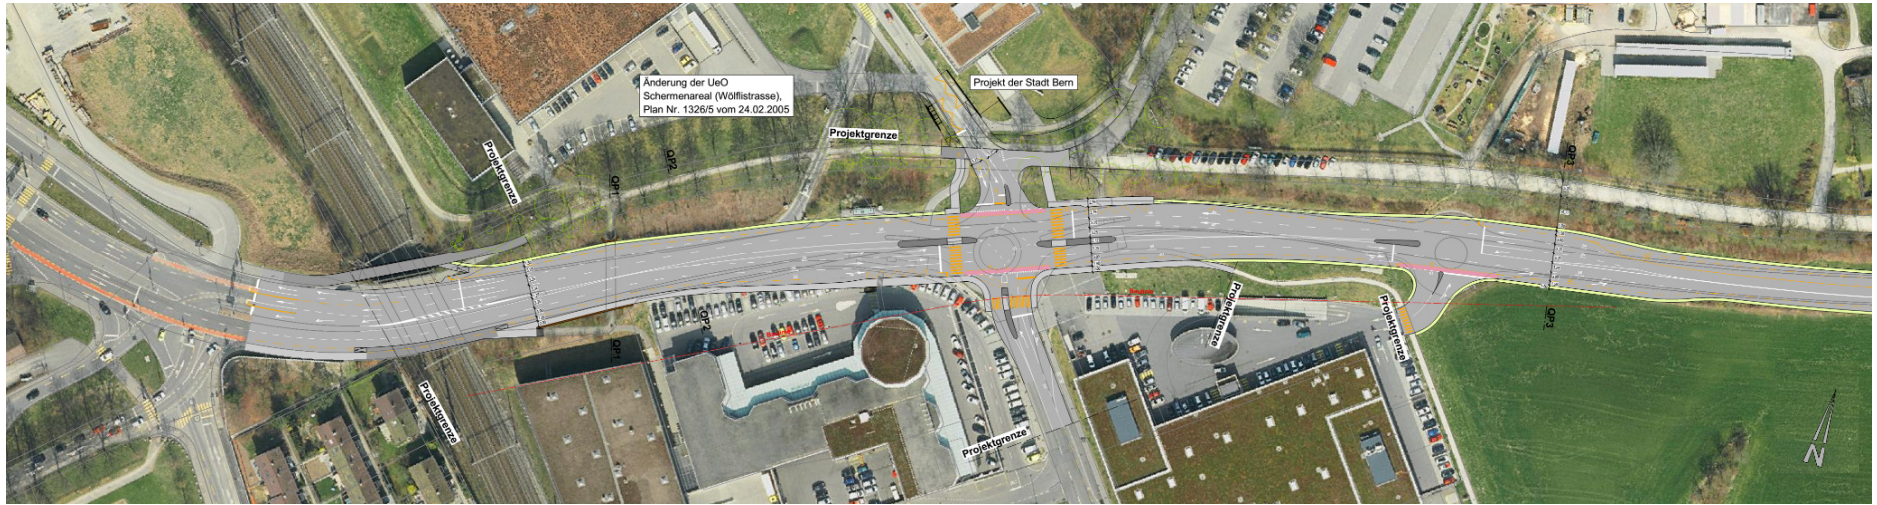 Änderung der UeO
Schermenareal (Wölflistrasse),
Plan Nr. 1326/5 vom 24.02.2005
Projekt der Stadt Bern
Projektgrenze
Projektgrenze
QP1
QP2
QP3
QP1
QP2
QP3
Projektgrenze
Projektgrenze
Projektgrenze
Projektgrenze
N